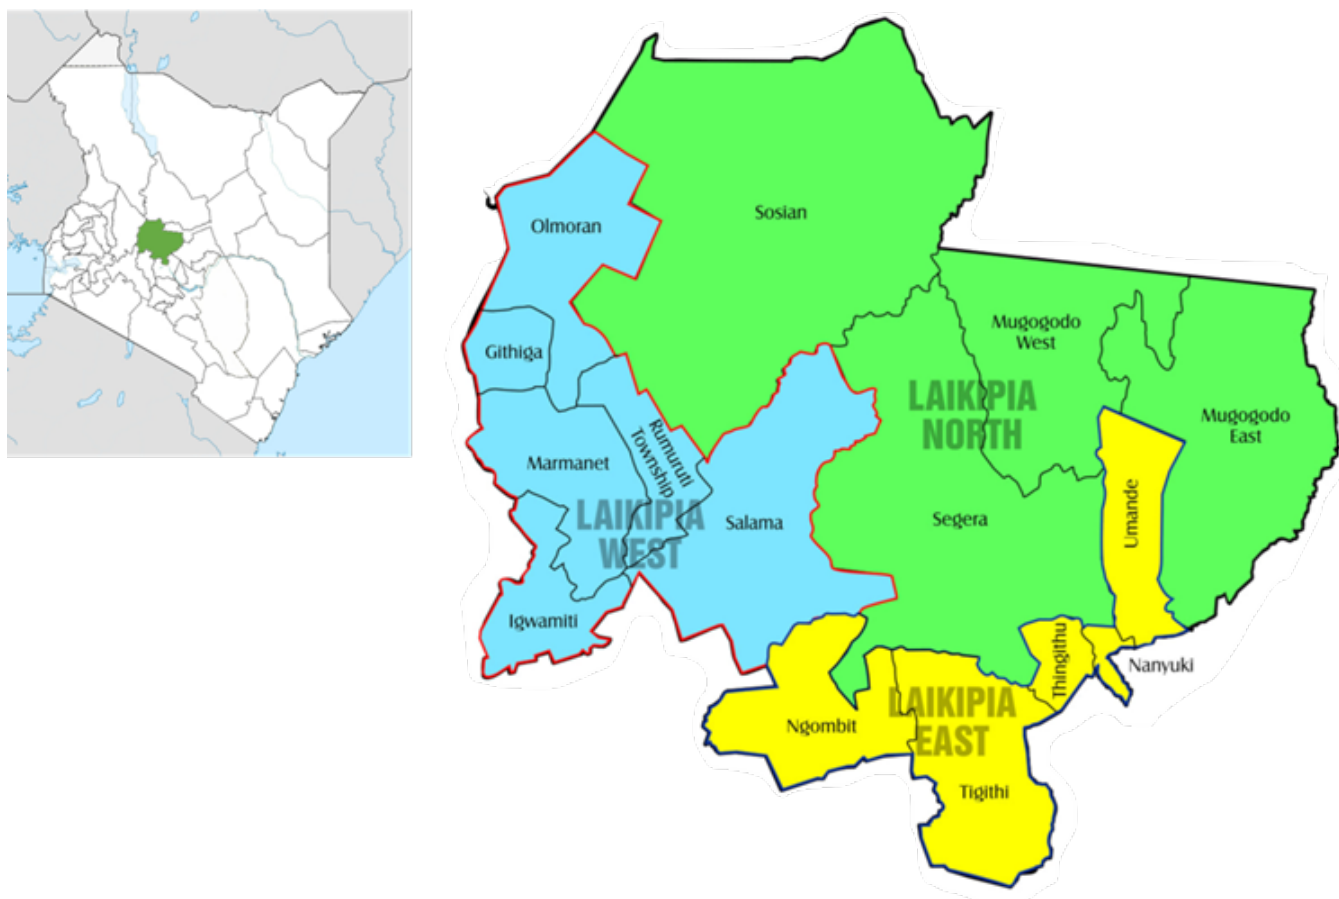 Sosian
Olmoran
Mugogodo
West
Githiga
LAIKIPIA
NORTH
Mugogodo
East
Rumuruti
Township
Marmanet
LAIKIPIA
WEST
Salama
Segera
Umande
Igwamiti
Thingithu
Nanyuki
LAIKIPIA
EAST
Ngombit
Tigithi